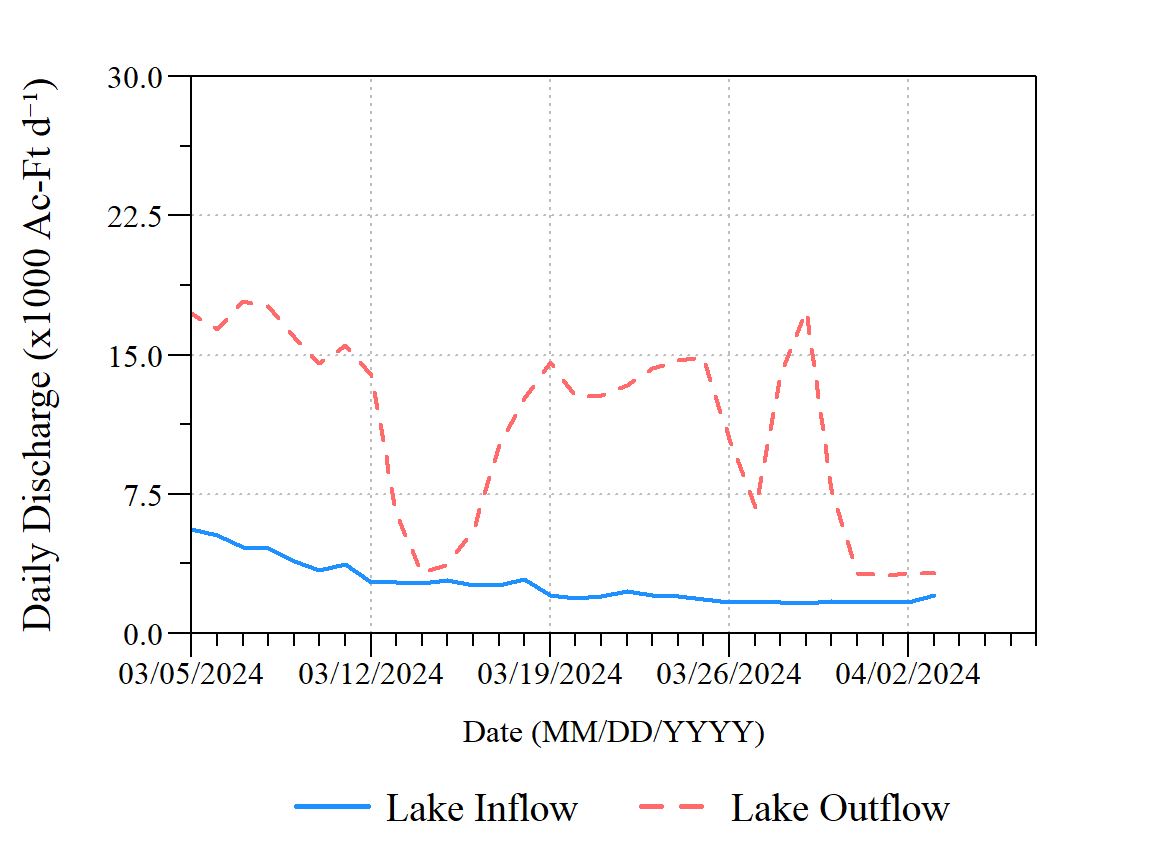 Daily Discharge (x1000 Ac-Ft d⁻¹)
30.0
22.5
15.0
7.5
0.0
03/05/2024 03/12/2024 03/19/2024 03/26/2024 04/02/2024
Date (MM/DD/YYYY)
Lake Inflow Lake Outflow